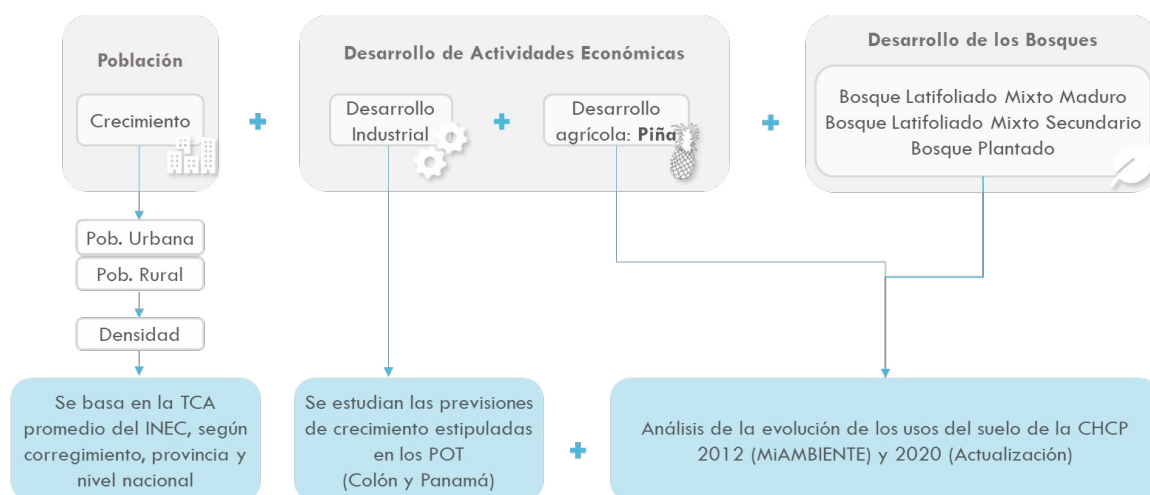 Población
Crecimiento
Pob. Urbana
Pob. Rural
Densidad
Se basa en la TCA
promedio del INEC, según
corregimiento, provincia y
nivel nacional
Desarrollo de Actividades Económicas
Desarrollo
Industrial
Desarrollo
agrícola: Piña
Se estudian las previsiones
de crecimiento estipuladas
en los POT
(Colón y Panamá)
Desarrollo de los Bosques
Bosque Latifoliado Mixto Maduro
Bosque Latifoliado Mixto Secundario
Bosque Plantado
Análisis de la evolución de los usos del suelo de la CHCP
2012 (MiAMBIENTE) y 2020 (Actualización)